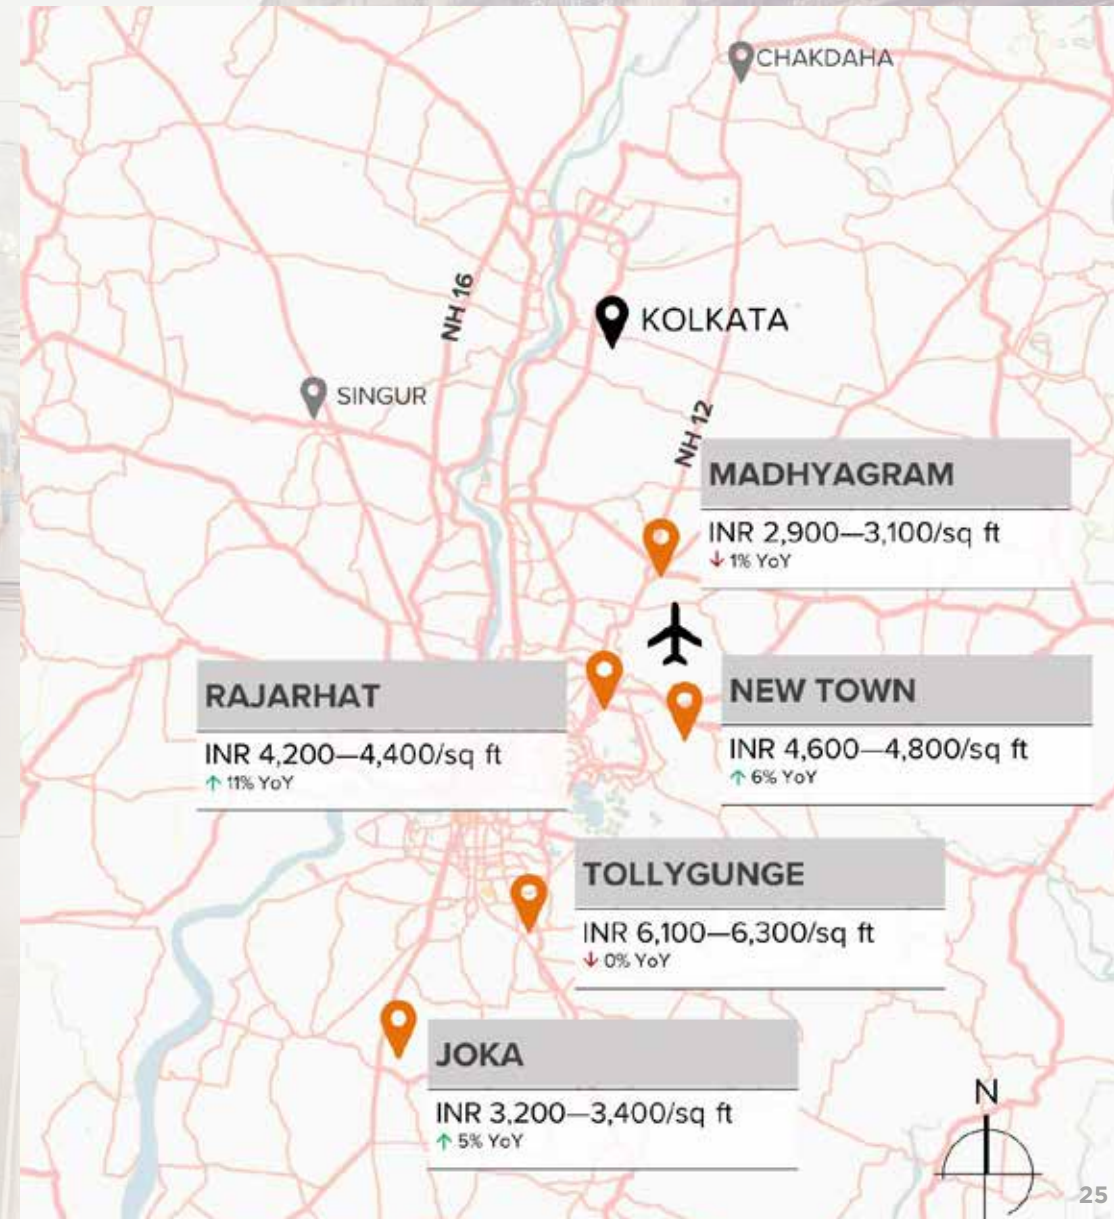 CHAKDAHA
NH 16
KOLKATA
SINGUR
NH 12
MADHYAGRAM
INR 2,900—3,100/sq ft
↓ 1% YoY
RAJARHAT
INR 4,200—4,400/sq ft
↑ 11% YoY
NEW TOWN
INR 4,600—4,800/sq ft
↑ 6% YoY
TOLLYGUNGE
INR 6,100—6,300/sq ft
↓ 0% YoY
JOKA
INR 3,200—3,400/sq ft
↑ 5% YoY
N
25